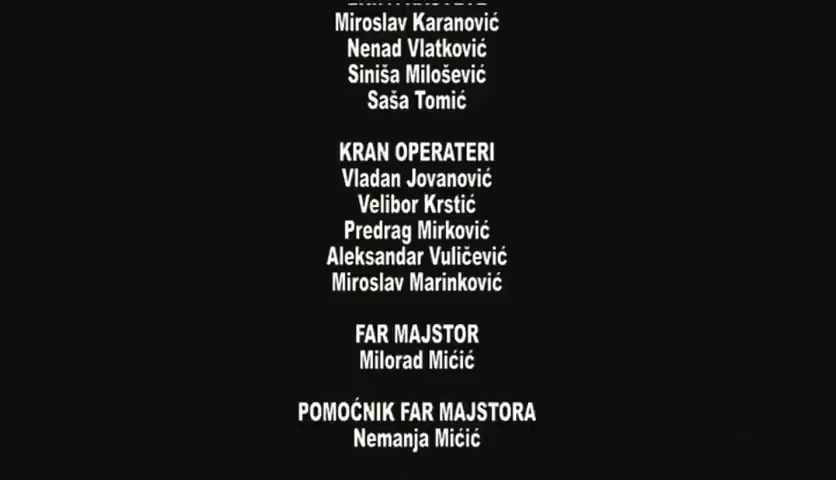 Miroslav Karanović
Nenad Vlatković
Siniša Milošević
Saša Tomić
KRAN OPERATERI
Vladan Jovanović
Velibor Krstić
Predrag Mirković
Aleksandar Vuličević
Miroslav Marinković
FAR MAJSTOR
Milorad Mićić
POMOĆNIK FAR MAJSTORA
Nemanja Mićić